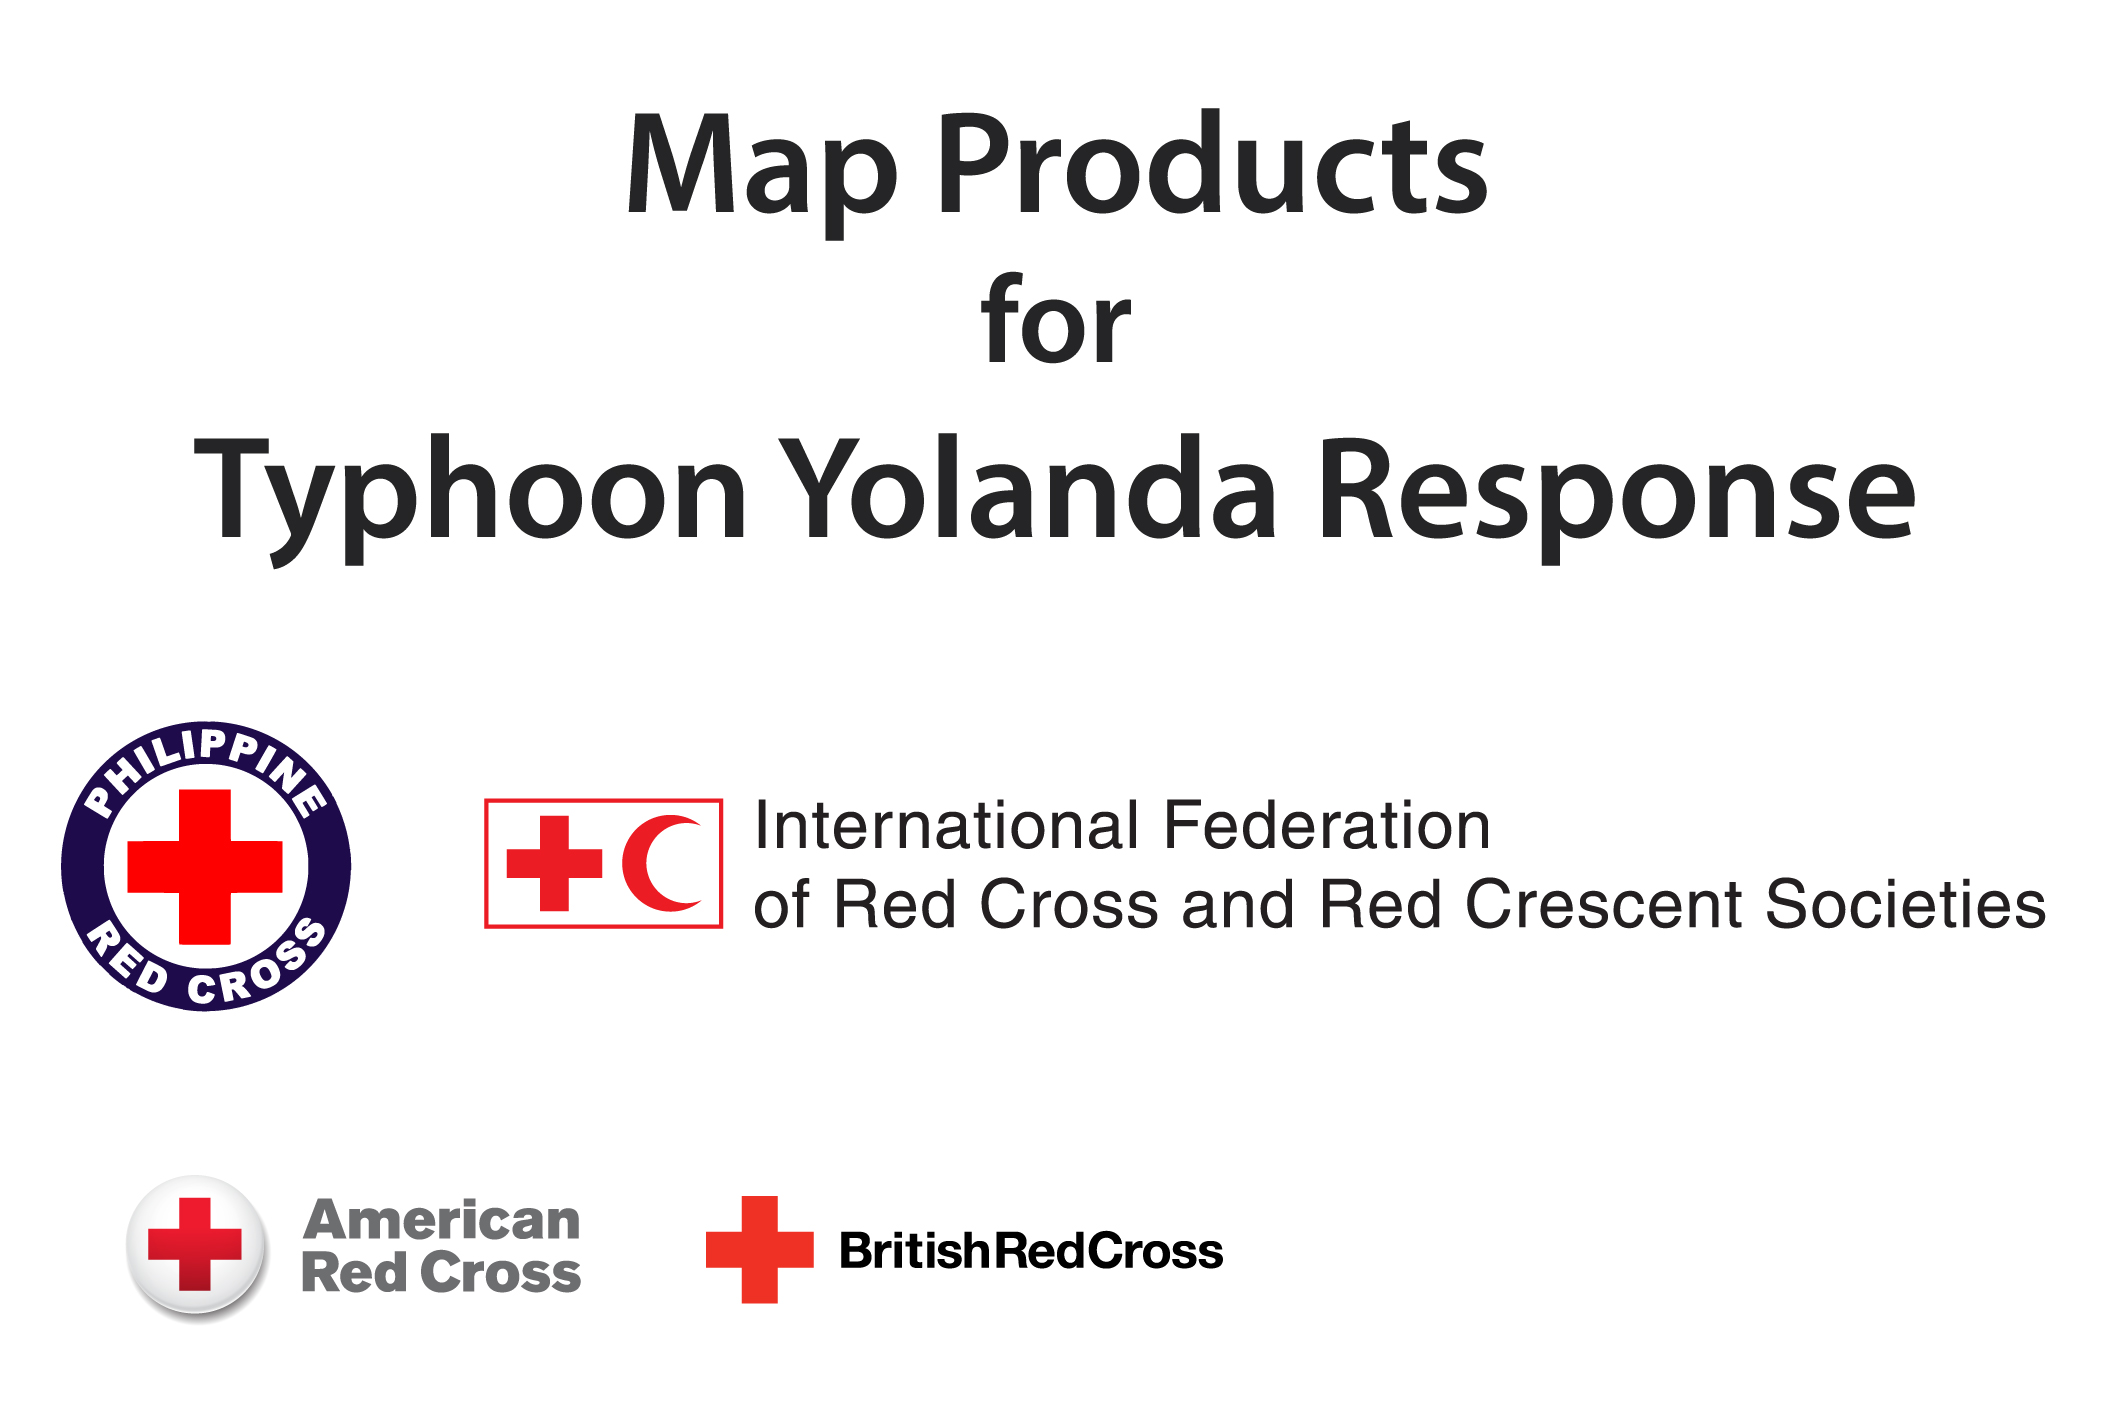 Map Products
for
Typhoon Yolanda Response
PHILIPPINE
RED CROSS
International Federation
of Red Cross and Red Crescent Societies
American
Red Cross
BritishRedCross